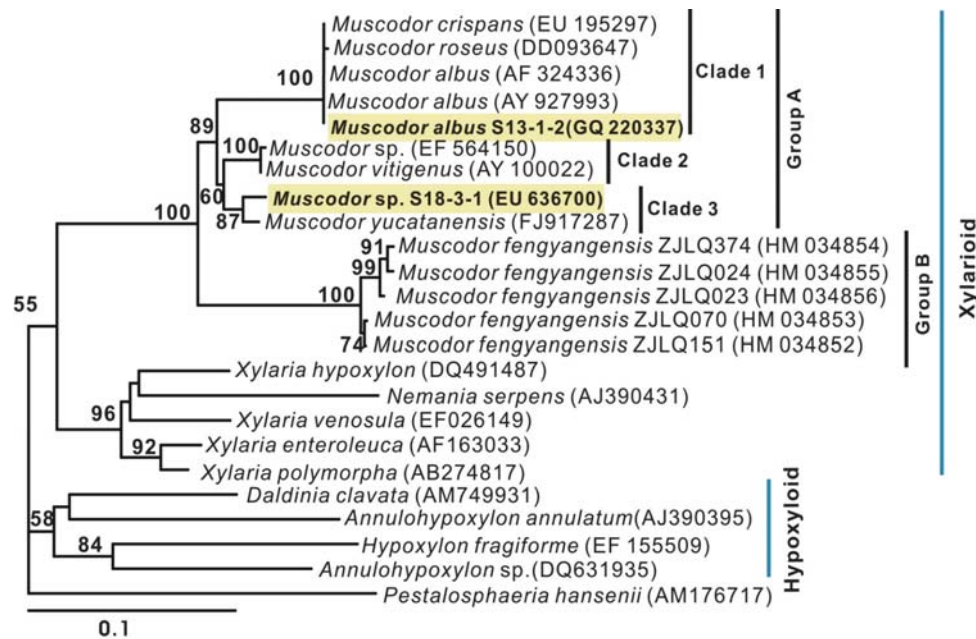 Muscodor crispans (EU 195297)
Muscodor roseus (DD093647)
100
Muscodor albus (AF 324336)
Clade 1
Muscodor albus (AY 927993)
Muscodor albus S13-1-2(GQ 220337)
89
100
Muscodor sp. (EF 564150)
Clade 2
Muscodor vitigenus (AY 100022)
Group A
60
Muscodor sp. S18-3-1 (EU 636700)
Clade 3
100
87
Muscodor yucatanensis (FJ917287)
91
Muscodor fengyangensis ZJLQ374 (HM 034854)
99
Muscodor fengyangensis ZJLQ024 (HM 034855)
100
Muscodor fengyangensis ZJLQ023 (HM 034856)
Group B
Xylarioid
55
Muscodor fengyangensis ZJLQ070 (HM 034853)
74
Muscodor fengyangensis ZJLQ151 (HM 034852)
Xylaria hypoxylon (DQ491487)
Nemania serpens (AJ390431)
96
Xylaria venosula (EF026149)
92
Xylaria enteroleuca (AF163033)
Xylaria polymorpha (AB274817)
Daldinia clavata (AM749931)
58
Annulohypoxylon annulatum(AJ390395)
84
Hypoxylon fragiforme (EF 155509)
Hypoxyloid
Annulohypoxylon sp.(DQ631935)
Pestalosphaeria hansenii (AM176717)
0.1